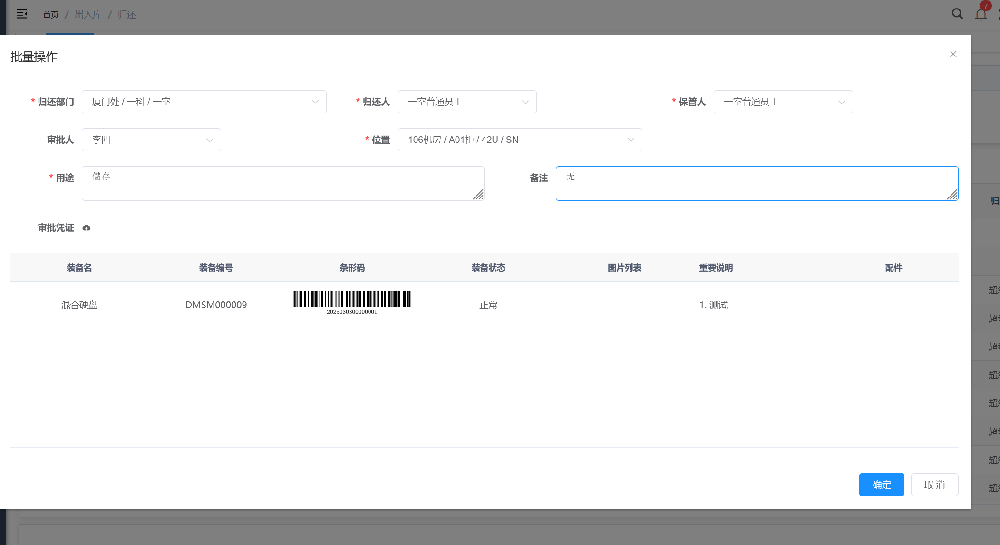 首页 / 出入库 / 归还
7
批量操作
* 归还部门 厦门处 / 一科 / 一室 * 归还人 一室普通员工 * 保管人 一室普通员工
审批人 李四 * 位置 106机房 / A01柜 / 42U / SN
* 用途 儲存 备注 无
审批凭证
装备名 装备编号 条形码 装备状态 图片列表 重要说明 配件
混合硬盘 DMSM000009 2025030300000001 正常 1. 测试
确定 取 消
归
超
超
超
超
超
超
超
超